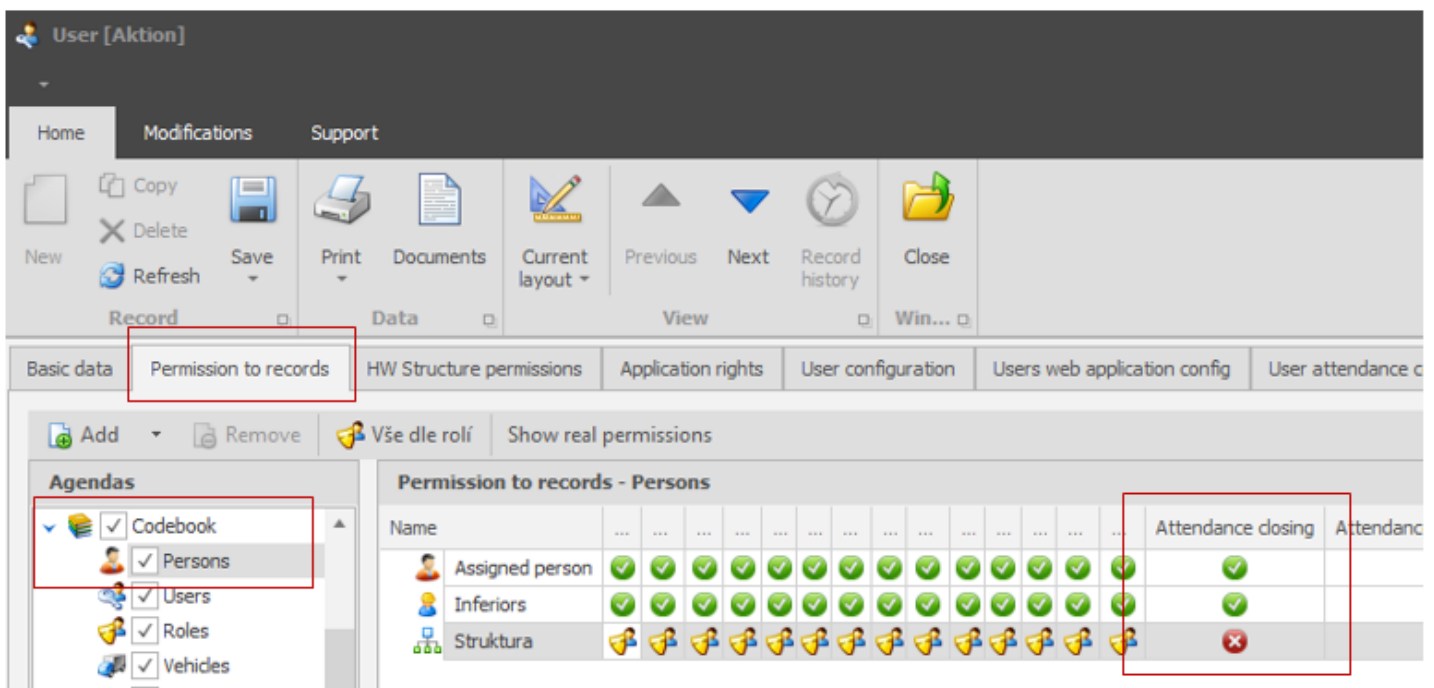 User [Aktion]
Home Modifications Support
New Copy Delete Refresh Save Print Documents Current layout Previous Next Record history Close
Record Data View Win...
Basic data Permission to records HW Structure permissions Application rights User configuration Users web application config User attendance c
Add Remove Vše dle rolí Show real permissions
Agendas
Codebook
Persons
Users
Roles
Vehicles
Permission to records - Persons
Name ... ... ... ... ... ... ... ... ... ... ... ... ... ... Attendance closing Attendanc
Assigned person
Inferiors
Struktura